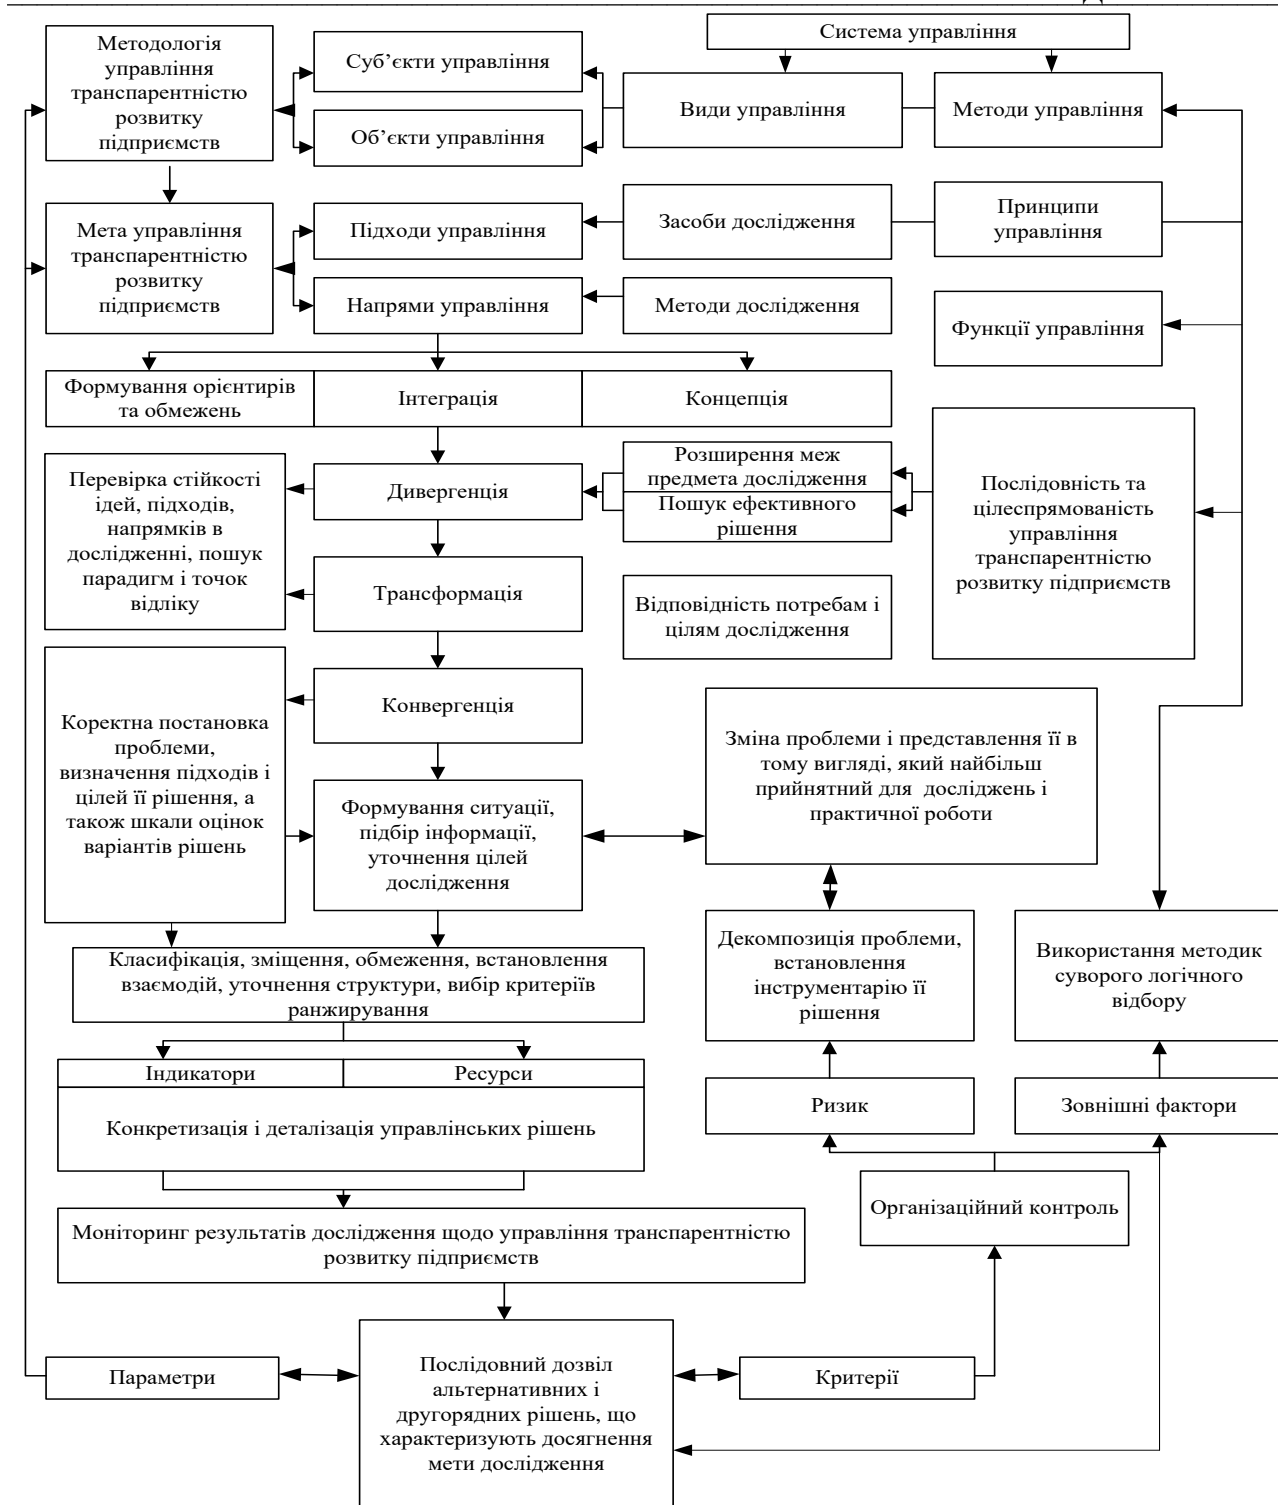 Система управління
Методологія
управління
транспарентністю
розвитку
підприємств
Суб’єкти управління
Об’єкти управління
Види управління
Методи управління
Мета управління
транспарентністю
розвитку
підприємств
Підходи управління
Напрями управління
Засоби дослідження
Методи дослідження
Принципи
управління
Функції управління
Формування орієнтирів
та обмежень
Інтеграція
Концепція
Перевірка стійкості
ідей, підходів,
напрямків в
дослідженні, пошук
парадигм і точок
відліку
Дивергенція
Розширення меж
предмета дослідження
Пошук ефективного
рішення
Послідовність та
цілеспрямованість
управління
транспарентністю
розвитку підприємств
Трансформація
Відповідність потребам і
цілям дослідження
Конвергенція
Коректна постановка
проблеми,
визначення підходів і
цілей її рішення, а
також шкали оцінок
варіантів рішень
Формування ситуації,
підбір інформації,
уточнення цілей
дослідження
Зміна проблеми і представлення її в
тому вигляді, який найбільш
прийнятний для досліджень і
практичної роботи
Класифікація, зміщення, обмеження, встановлення
взаємодій, уточнення структури, вибір критеріїв
ранжирування
Декомпозиція проблеми,
встановлення
інструментарію її
рішення
Використання методик
суворого логічного
відбору
Індикатори
Ресурси
Конкретизація і деталізація управлінських рішень
Ризик
Зовнішні фактори
Організаційний контроль
Моніторинг результатів дослідження щодо управління транспарентністю
розвитку підприємств
Параметри
Послідовний дозвіл
альтернативних і
другорядних рішень, що
характеризують досягнення
мети дослідження
Критерії